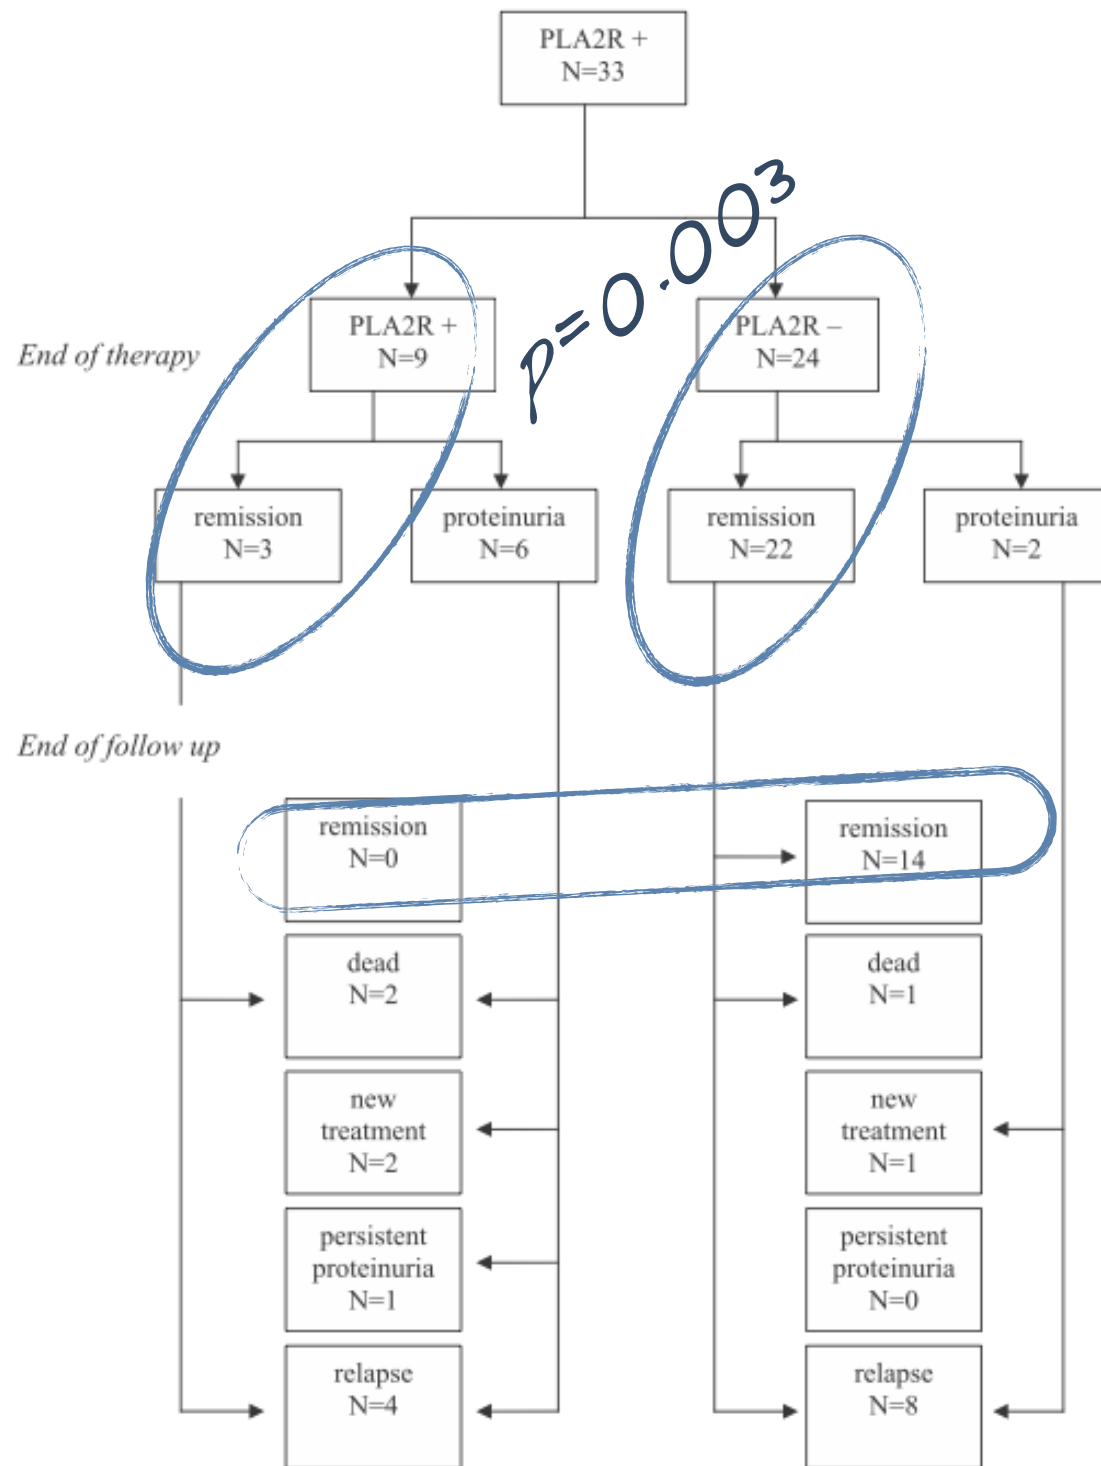 PLA2R +
N=33
p=0.003
End of therapy
PLA2R +
N=9
PLA2R –
N=24
remission
N=3
proteinuria
N=6
remission
N=22
proteinuria
N=2
End of follow up
remission
N=0
remission
N=14
dead
N=2
dead
N=1
new
treatment
N=2
new
treatment
N=1
persistent
proteinuria
N=1
persistent
proteinuria
N=0
relapse
N=4
relapse
N=8